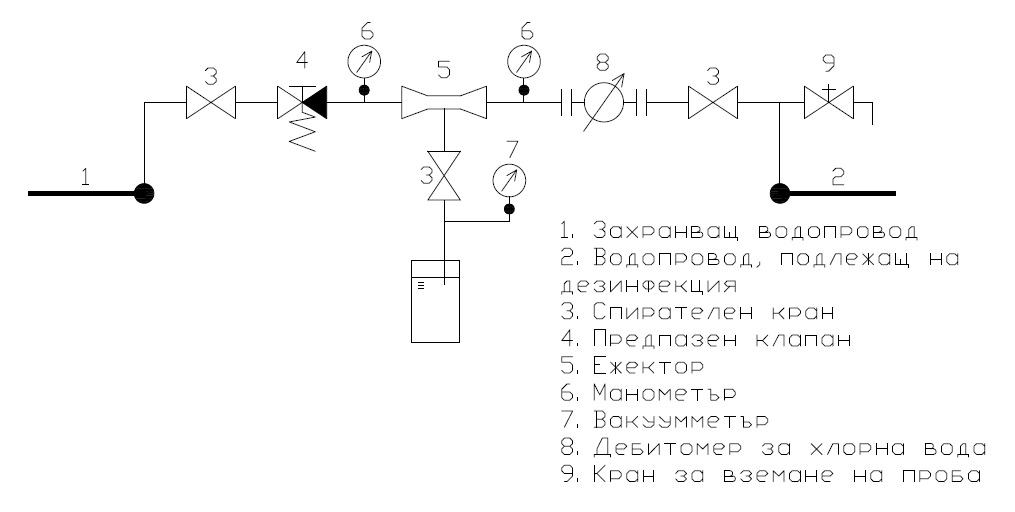 6
6
3
4
5
8
3
9
3
7
1
2
1. Захранващ водопровод
2. Водопровод, подлежащ на
дезинфекция
3. Спирателен кран
4. Предпазен клапан
5. Ежектор
6. Манометър
7. Вакуумметър
8. Дебитомер за хлорна вода
9. Кран за вземане на проба